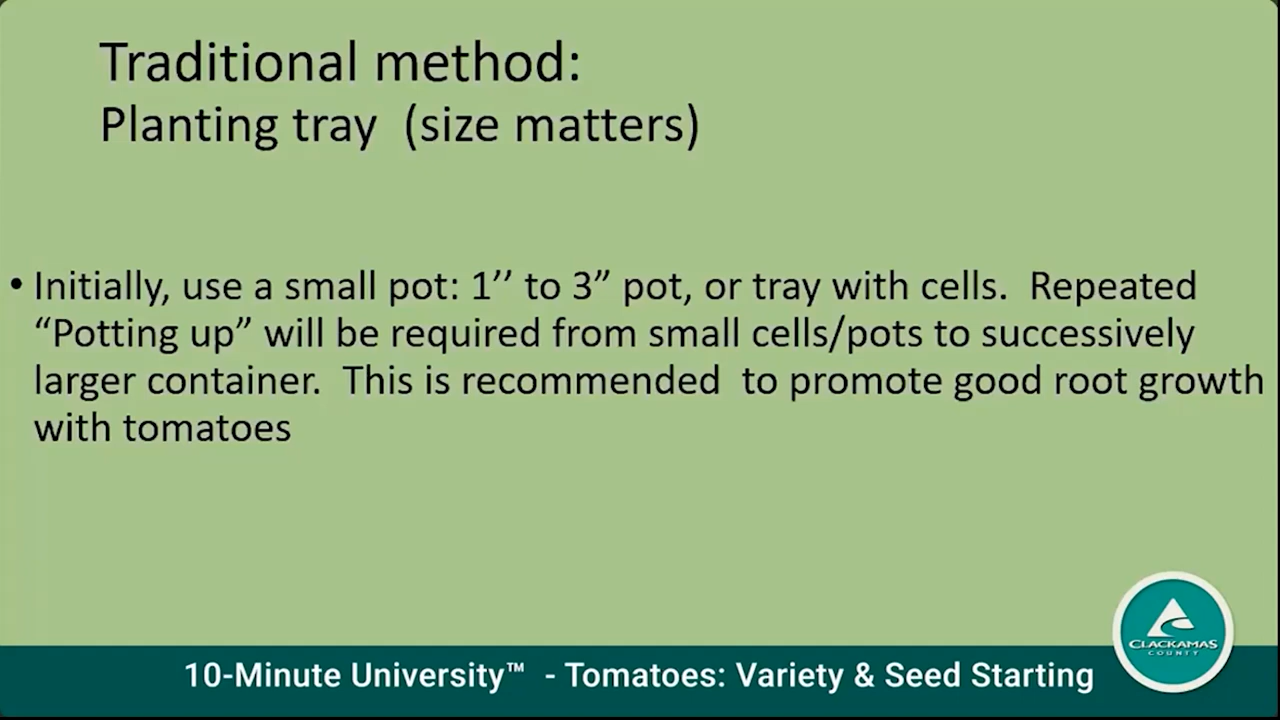 Traditional method:
Planting tray  (size matters)
• Initially, use a small pot: 1’’ to 3” pot, or tray with cells.  Repeated
“Potting up” will be required from small cells/pots to successively
larger container.  This is recommended  to promote good root growth
with tomatoes
CLACKAMAS
COUNTY
10-Minute University™  - Tomatoes: Variety & Seed Starting